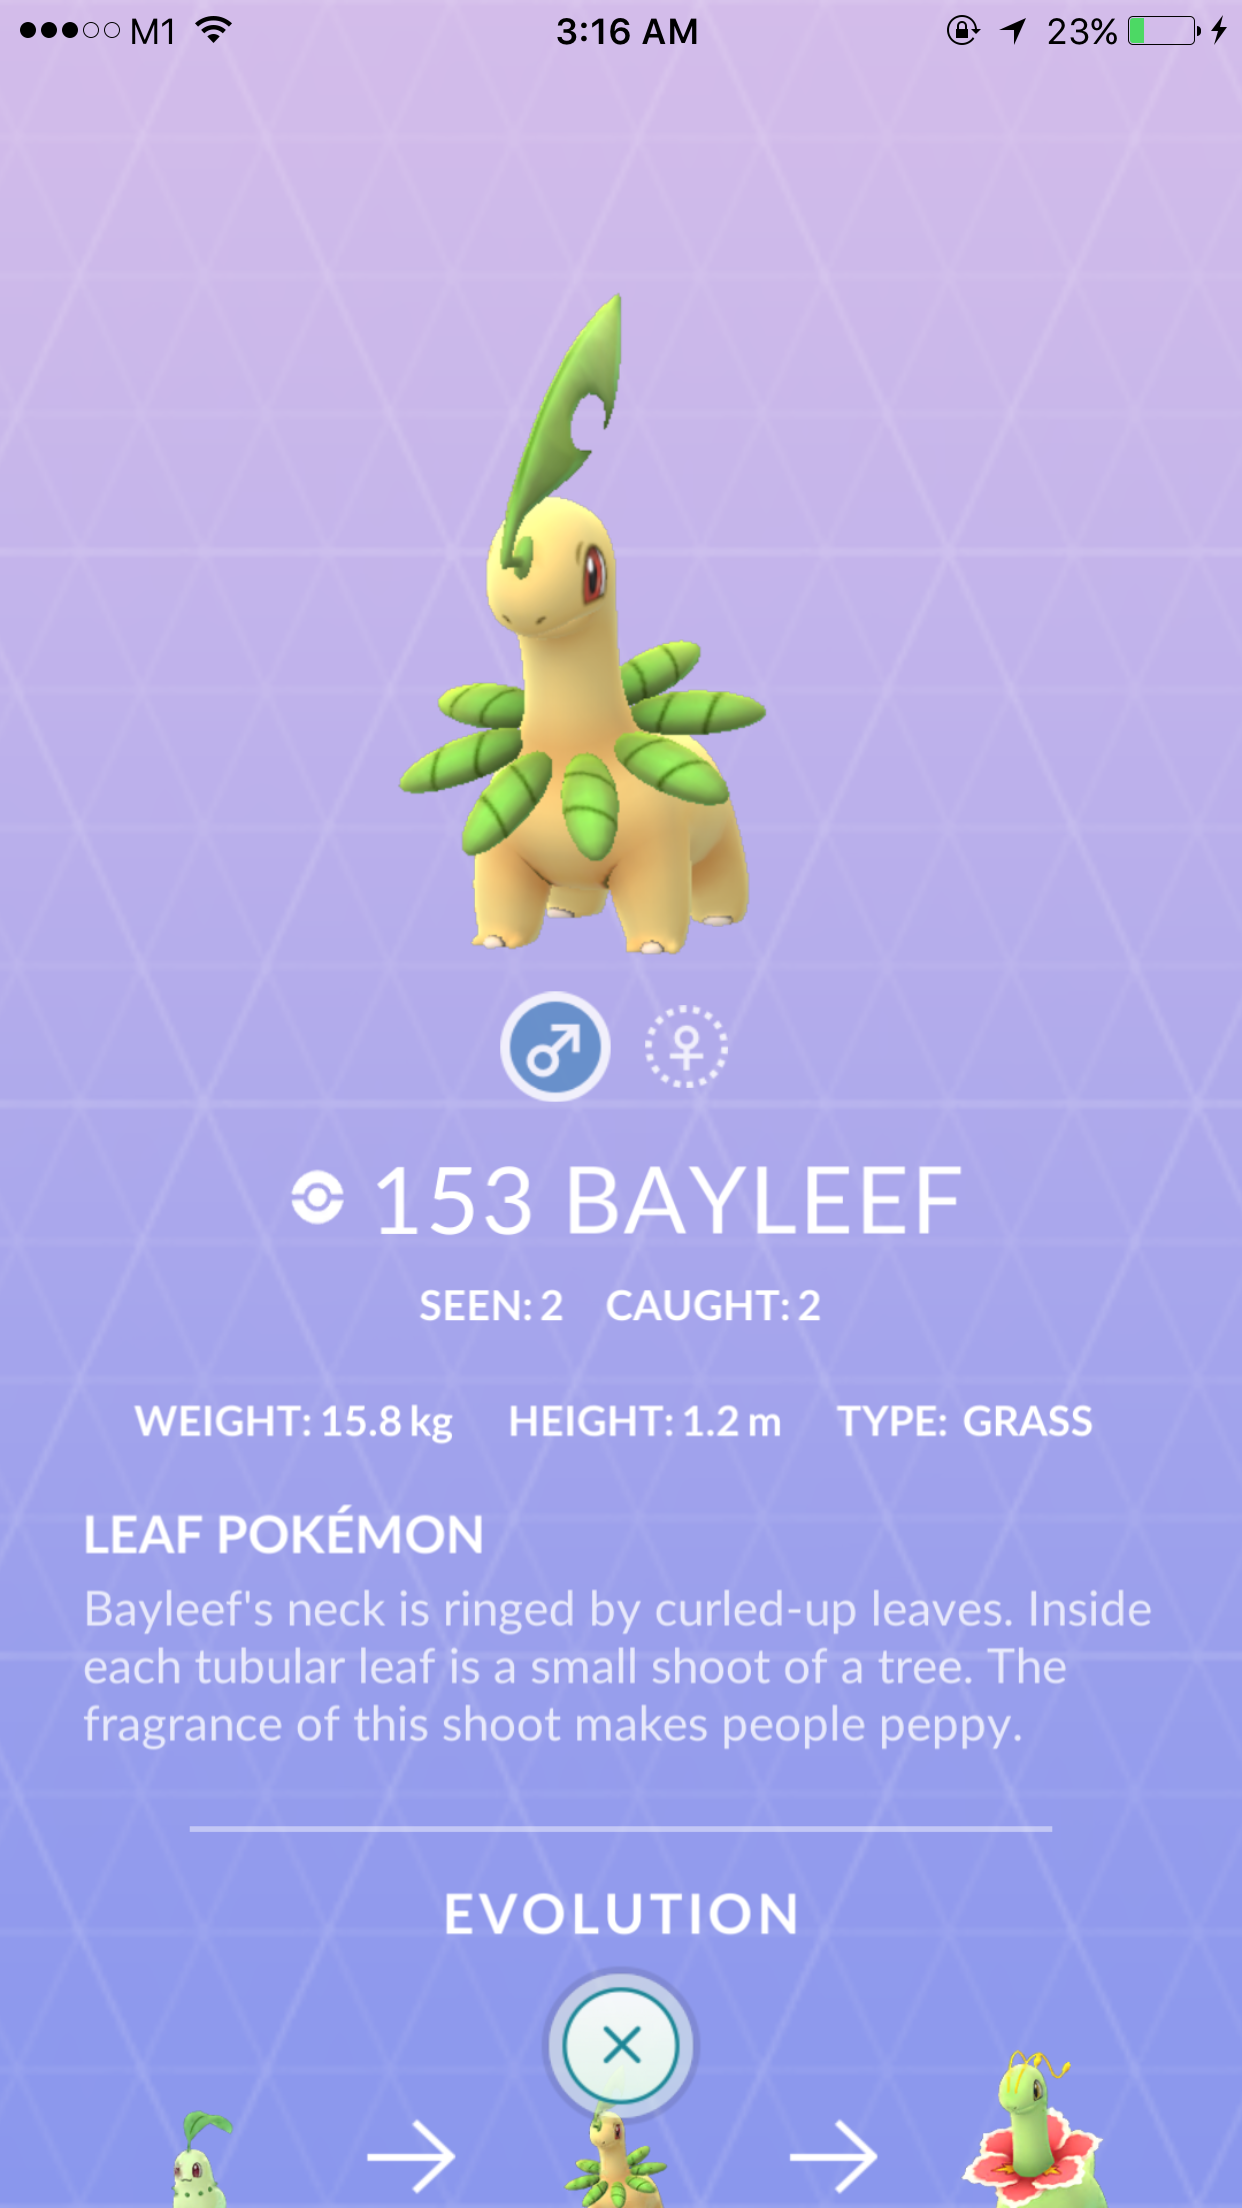 M1 3:16 AM 23%
153 BAYLEEF
SEEN: 2 CAUGHT: 2
WEIGHT: 15.8 kg HEIGHT: 1.2 m TYPE: GRASS
LEAF POKÉMON
Bayleef's neck is ringed by curled-up leaves. Inside
each tubular leaf is a small shoot of a tree. The
fragrance of this shoot makes people peppy.
EVOLUTION